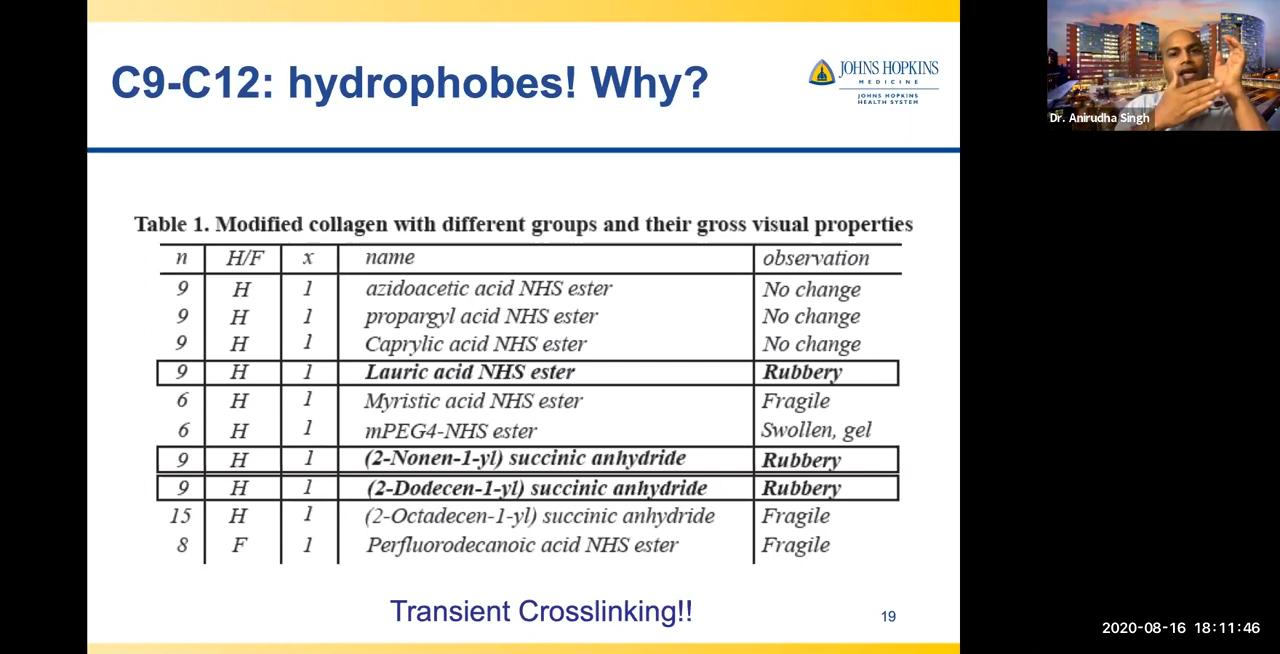 C9-C12: hydrophobes! Why?
JOHNS HOPKINS
MEDICINE
JOHNS HOPKINS
HEALTH SYSTEM
Dr. Anirudha Singh
Table 1. Modified collagen with different groups and their gross visual properties
n H/F x name observation
9 H 1 azidoacetic acid NHS ester No change
9 H 1 propargyl acid NHS ester No change
9 H 1 Caprylic acid NHS ester No change
9 H 1 Lauric acid NHS ester Rubbery
6 H 1 Myristic acid NHS ester Fragile
6 H 1 mPEG4-NHS ester Swollen, gel
9 H 1 (2-Nonen-1-yl) succinic anhydride Rubbery
9 H 1 (2-Dodecen-1-yl) succinic anhydride Rubbery
15 H 1 (2-Octadecen-1-yl) succinic anhydride Fragile
8 F 1 Perfluorodecanoic acid NHS ester Fragile
Transient Crosslinking!!
19
2020-08-16 18:11:46